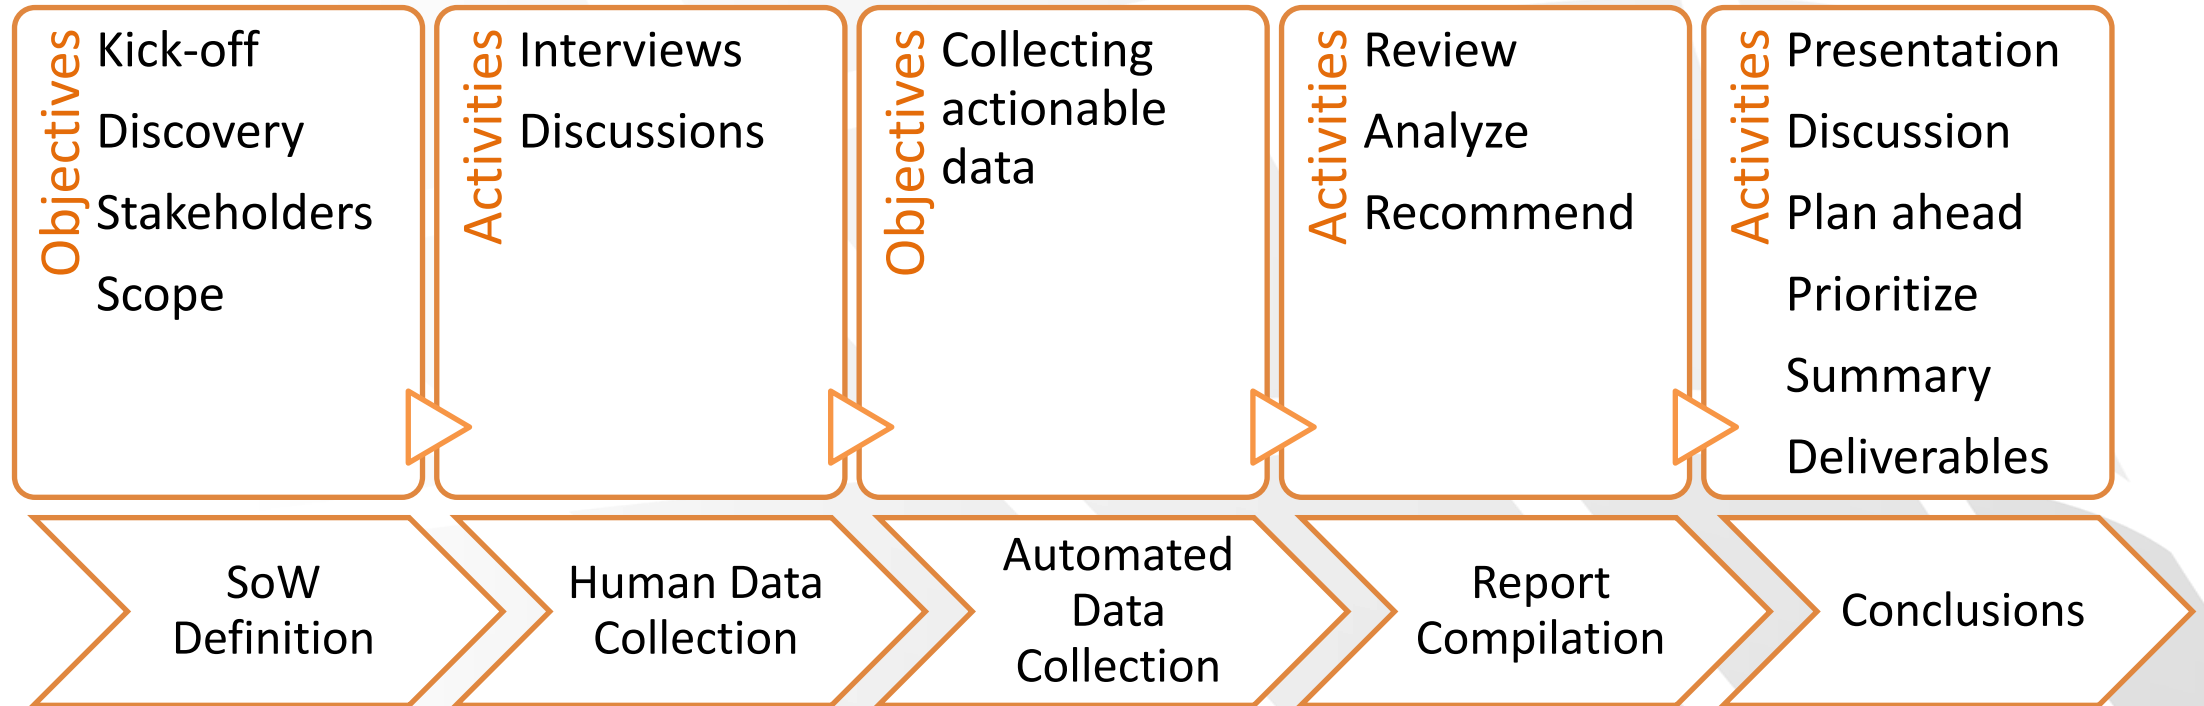 Objectives
Kick-off
Discovery
Stakeholders
Scope
Activities
Interviews
Discussions
Objectives
Collecting
actionable
data
Activities
Review
Analyze
Recommend
Activities
Presentation
Discussion
Plan ahead
Prioritize
Summary
Deliverables
SoW
Definition
Human Data
Collection
Automated
Data
Collection
Report
Compilation
Conclusions